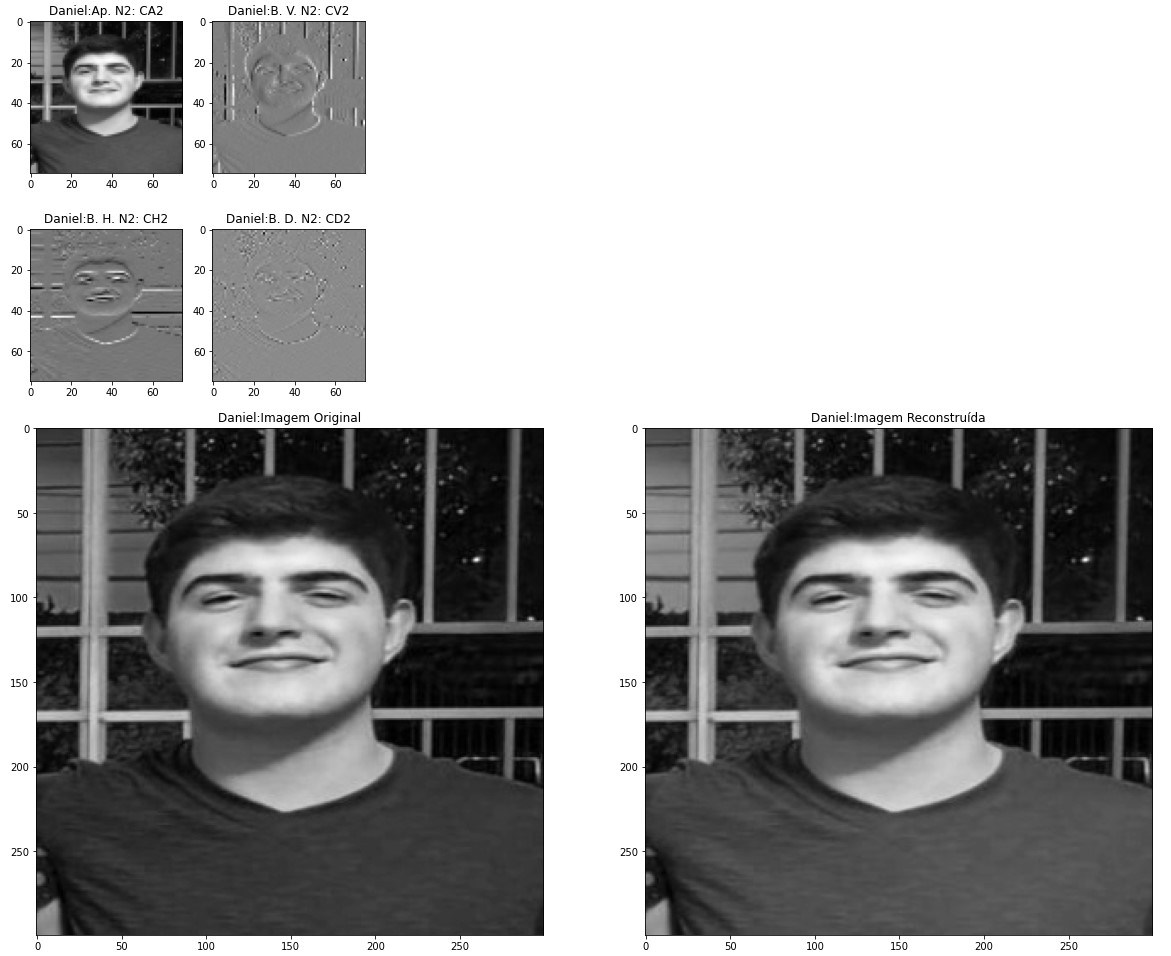 Daniel:Ap. N2: CA2
Daniel:B. V. N2: CV2
0
20
40
60
0 20 40 60
0
20
40
60
0 20 40 60
Daniel:B. H. N2: CH2
Daniel:B. D. N2: CD2
0
20
40
60
0 20 40 60
0
20
40
60
0 20 40 60
Daniel:Imagem Original
Daniel:Imagem Reconstruída
0
50
100
150
200
250
0 50 100 150 200 250
0
50
100
150
200
250
0 50 100 150 200 250